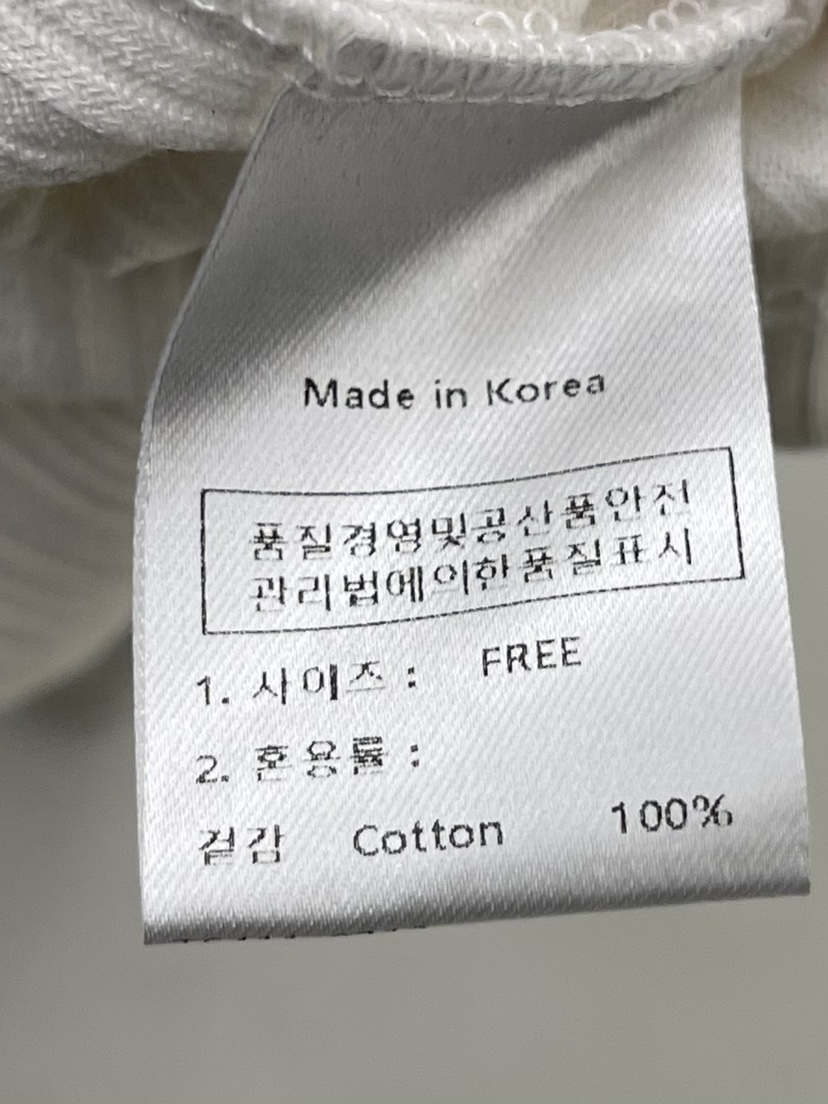 Made in Korea
품질경영및공산품안전
관리법에의한품질표시
1. 사이즈 : FREE
2. 혼용률 :
겉감 Cotton 100%